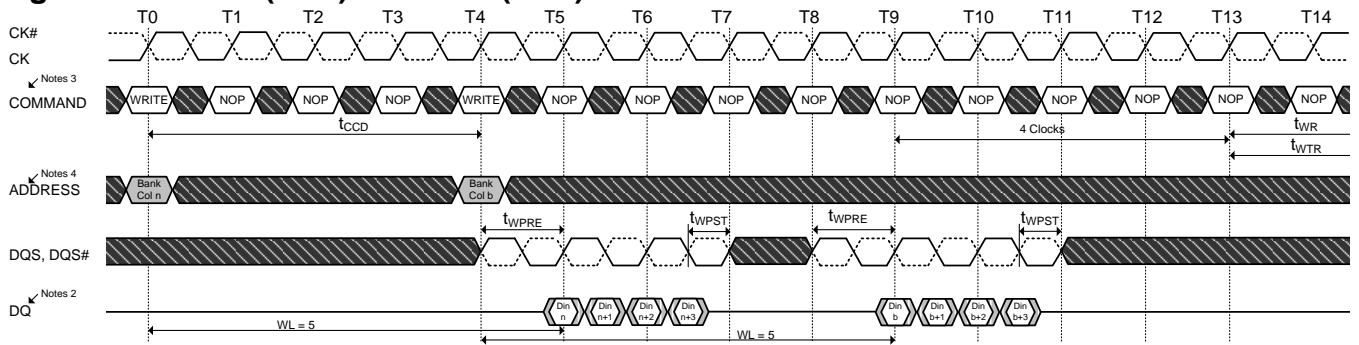 T0 T1 T2 T3 T4 T5 T6 T7 T8 T9 T10 T11 T12 T13 T14
CK#
CK
Notes 3
COMMAND WRITE NOP NOP NOP WRITE NOP NOP NOP NOP NOP NOP NOP NOP NOP NOP
tCCD 4 Clocks tWR
tWTR
Notes 4
ADDRESS Bank Col n Bank Col b
tWPRE tWPST tWPRE tWPST
DQS, DQS#
Notes 2
DQ Din n Din n+1 Din n+2 Din n+3 Din b Din b+1 Din b+2 Din b+3
WL = 5 WL = 5